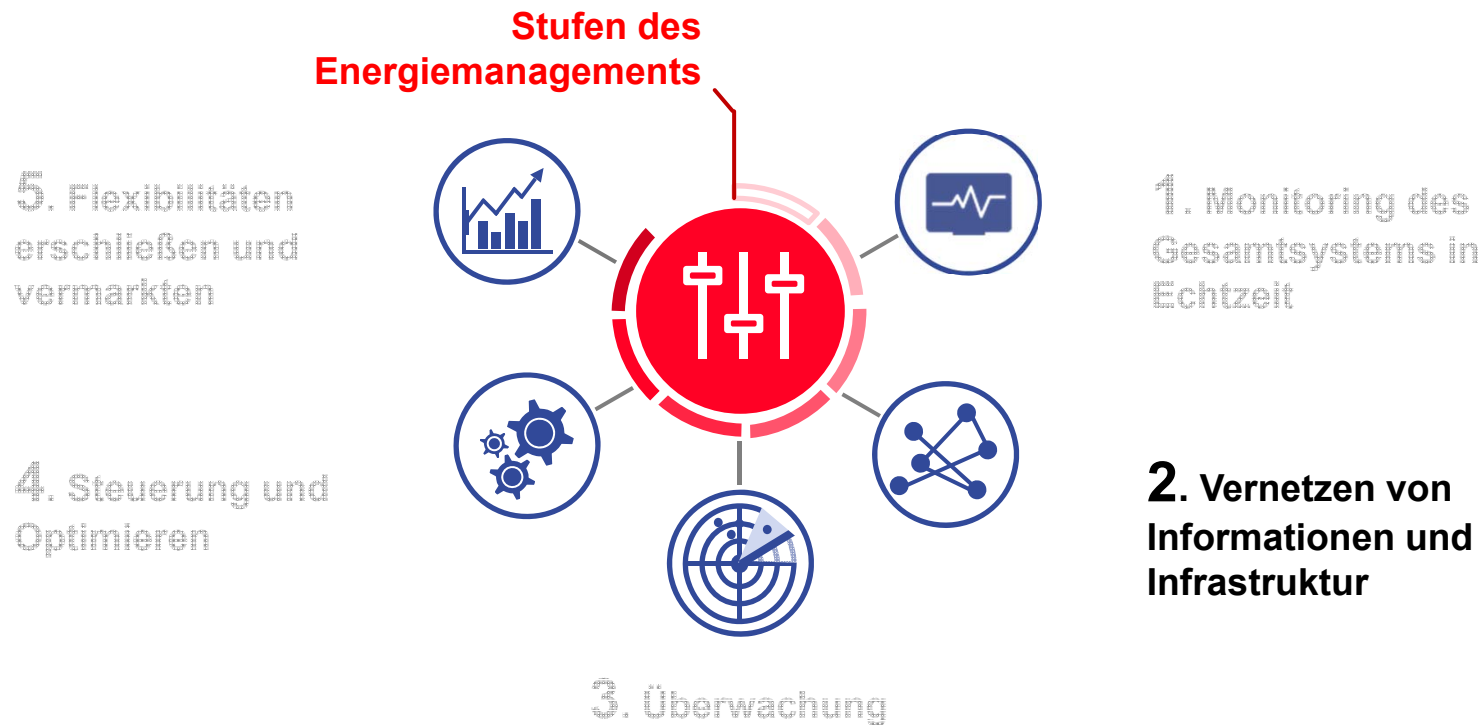 Stufen des
Energiemanagements
1. Monitoring des
Gesamtsystems in
Echtzeit
2. Vernetzen von
Informationen und
Infrastruktur
3. Überwachung
4. Steuerung und
Optimieren
5. Flexibilitäten
erschließen und
vermarkten